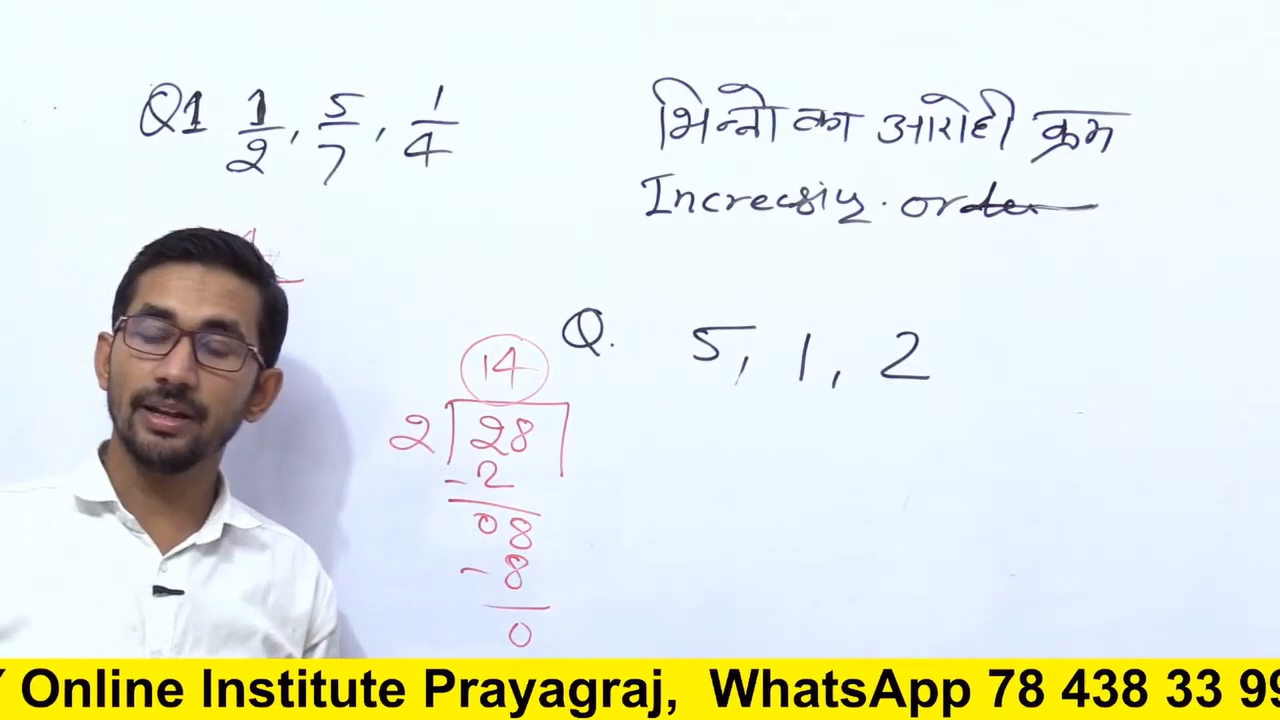 Q1 1/2, 5/7, 1/4
भिन्नो का आरोही क्रम
Increasing. order
Q. 5, 1, 2
14
2 28
-2
08
-8
0
Online Institute Prayagraj, WhatsApp 78 438 33 99